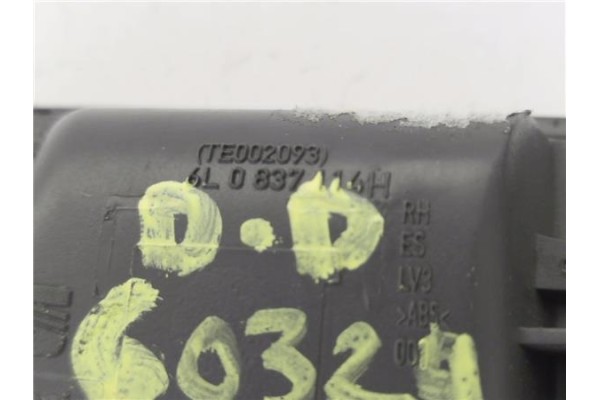 (TE002093)
6L 0 837 116H
D.D
RH
ES
LV3
>ABS<
6032